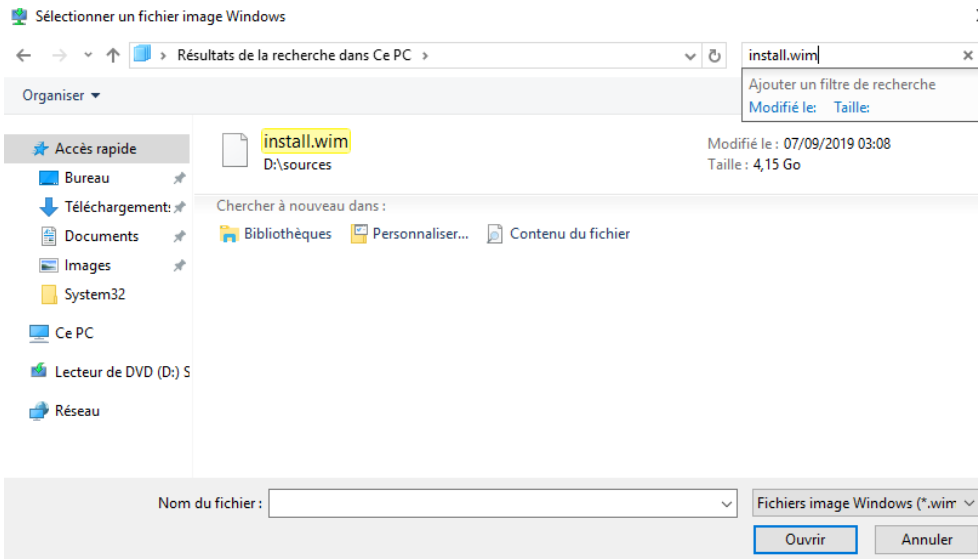 Sélectionner un fichier image Windows
Résultats de la recherche dans Ce PC
install.wim
Ajouter un filtre de recherche
Modifié le: Taille:
Organiser
Accès rapide
Bureau
Téléchargement:
Documents
Images
System32
Ce PC
Lecteur de DVD (D:) S
Réseau
install.wim
D:\sources
Modifié le : 07/09/2019 03:08
Taille : 4,15 Go
Chercher à nouveau dans :
Bibliothèques Personnaliser... Contenu du fichier
Nom du fichier :
Fichiers image Windows (*.wim
Ouvrir Annuler